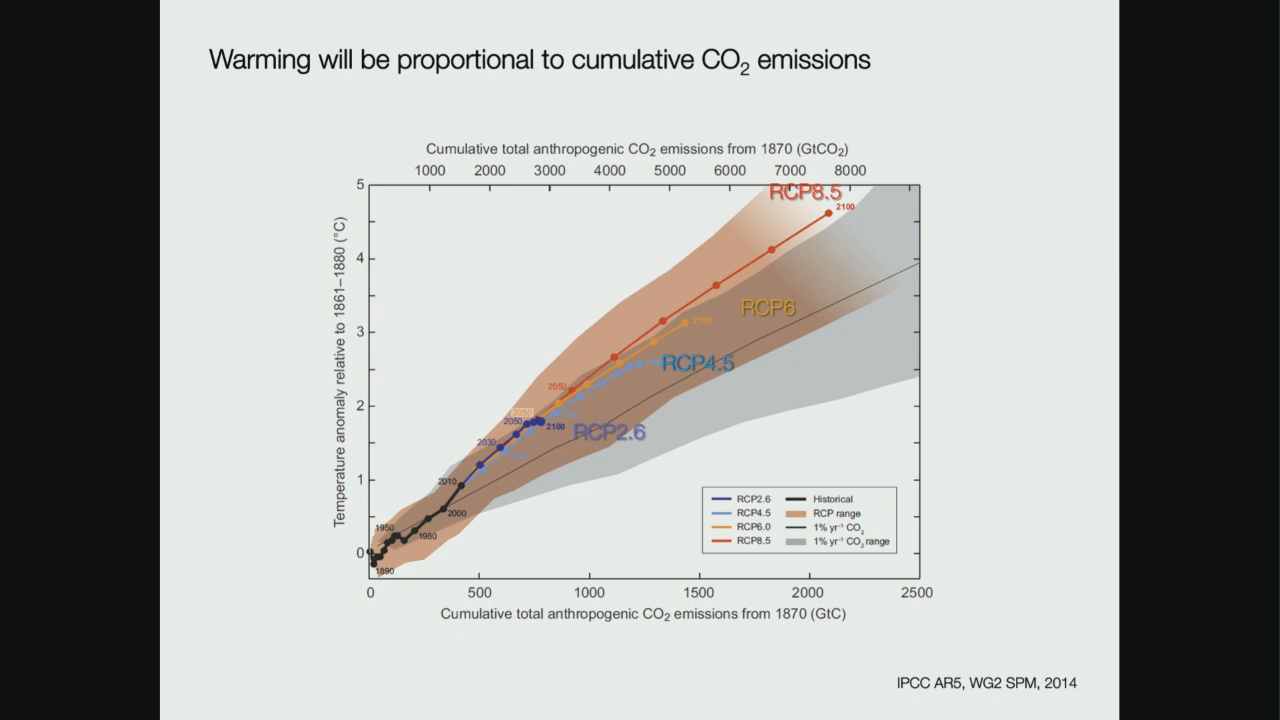 Warming will be proportional to cumulative CO₂ emissions
Cumulative total anthropogenic CO₂ emissions from 1870 (GtCO₂)
1000 2000 3000 4000 5000 6000 7000 8000
Temperature anomaly relative to 1861–1880 (°C)
5
4
3
2
1
0
RCP8.5
2100
RCP6
2100
RCP4.5
2050
2050
2050
2100
RCP2.6
2030
2010
2000
1950
1980
1890
RCP2.6
RCP4.5
RCP6.0
RCP8.5
Historical
RCP range
1% yr⁻¹ CO₂
1% yr⁻¹ CO₂ range
0 500 1000 1500 2000 2500
Cumulative total anthropogenic CO₂ emissions from 1870 (GtC)
IPCC AR5, WG2 SPM, 2014